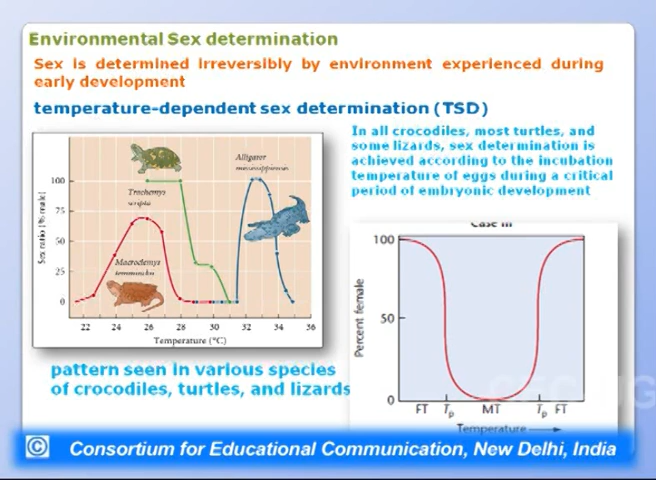 Environmental Sex determination
Sex is determined irreversibly by environment experienced during
early development
temperature-dependent sex determination (TSD)
In all crocodiles, most turtles, and
some lizards, sex determination is
achieved according to the incubation
temperature of eggs during a critical
period of embryonic development
Sex ratio (% male)
100
75
50
25
0
Trachemys
scripta
Alligator
mississippiensis
Macroclemys
temminckii
22 24 26 28 30 32 34 36
Temperature (°C)
pattern seen in various species
of crocodiles, turtles, and lizards
Case III
Percent female
100
50
0
FT Tp MT Tp FT
Temperature
© Consortium for Educational Communication, New Delhi, India